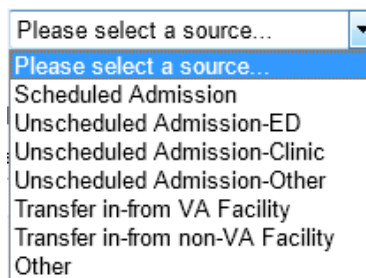 Please select a source...
Please select a source...
Scheduled Admission
Unscheduled Admission-ED
Unscheduled Admission-Clinic
Unscheduled Admission-Other
Transfer in-from VA Facility
Transfer in-from non-VA Facility
Other